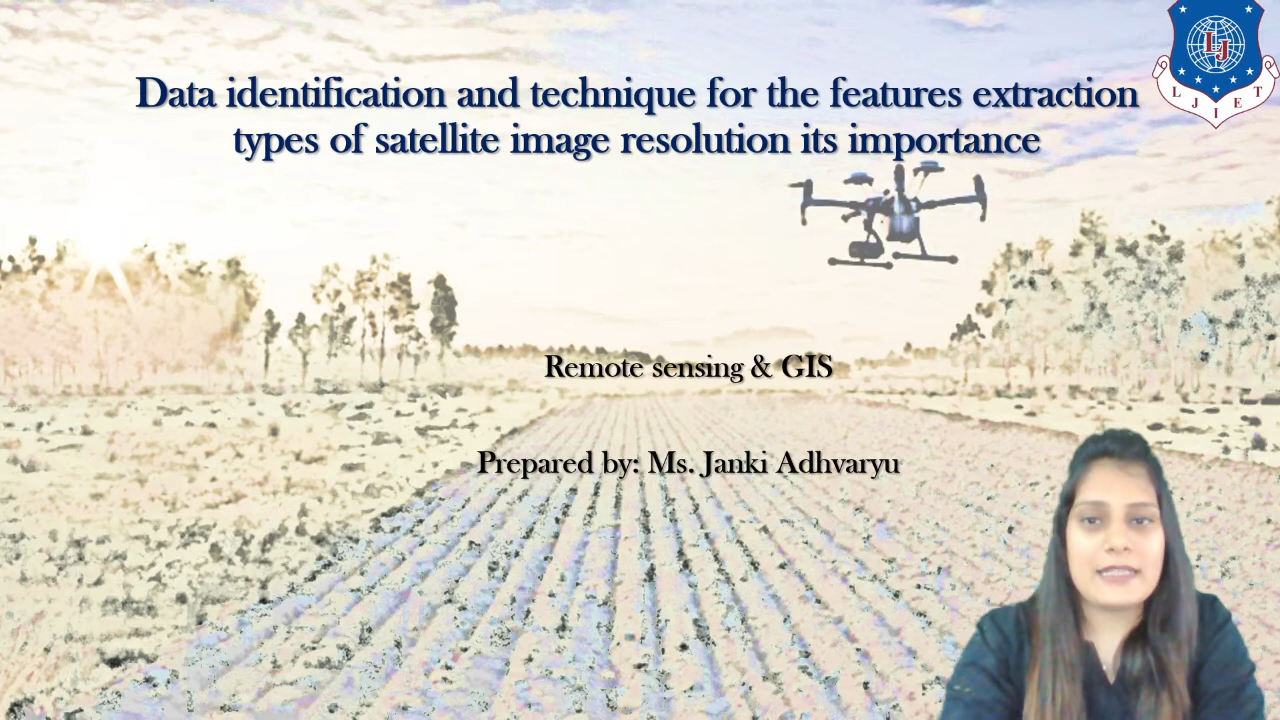 Data identification and technique for the features extraction
types of satellite image resolution its importance
LJ
L J I E T
Remote sensing & GIS
Prepared by: Ms. Janki Adhvaryu